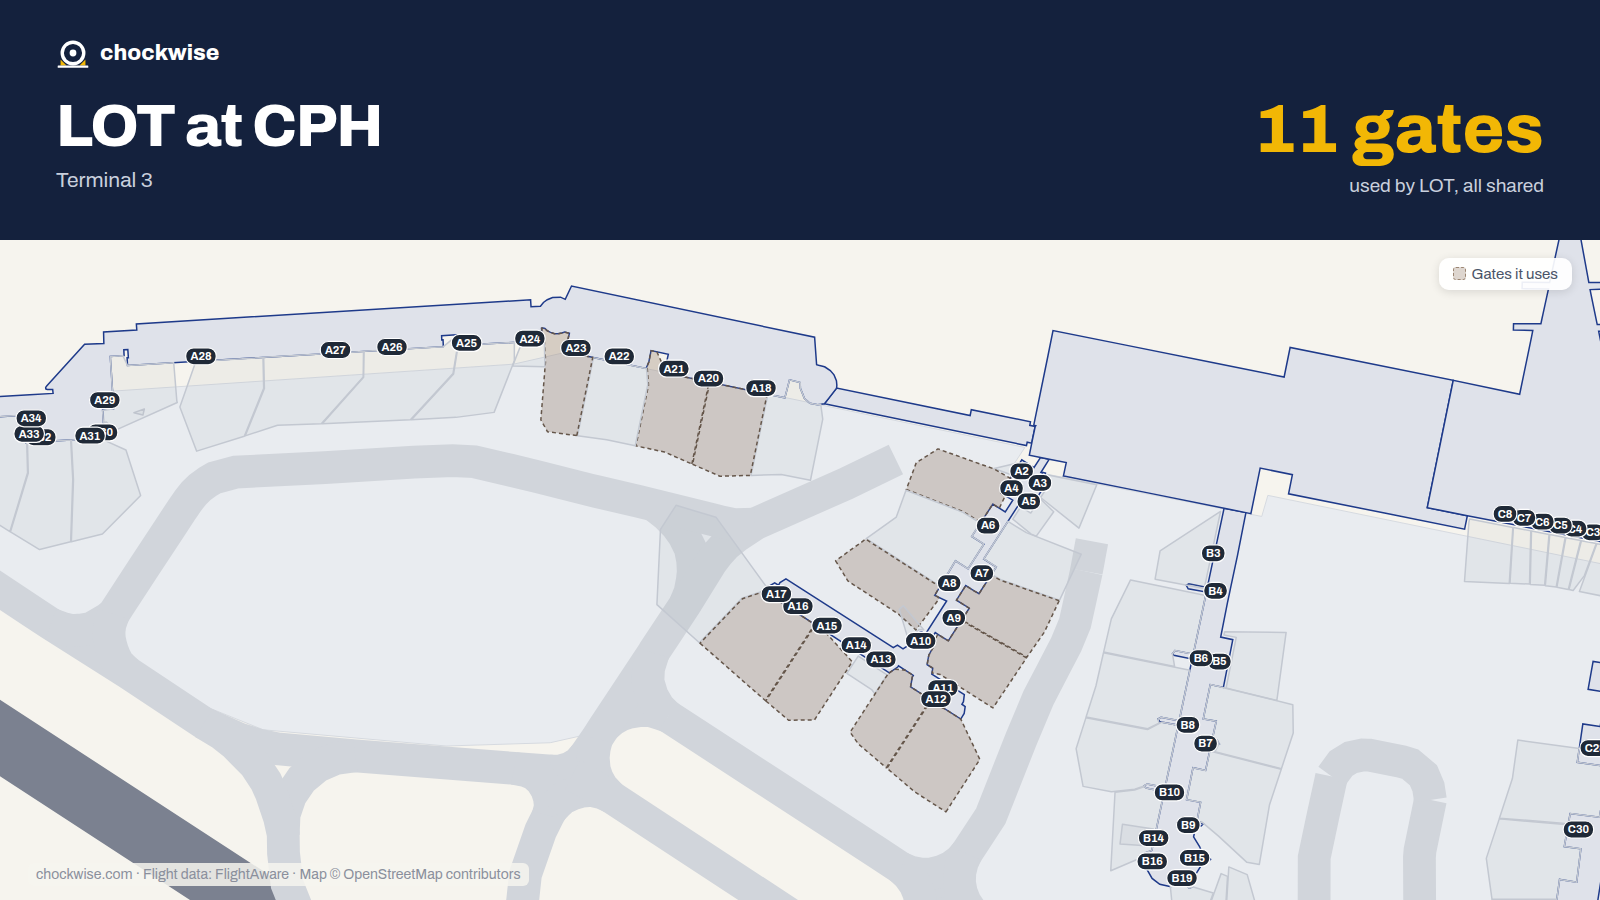 chockwise
LOT at CPH
Terminal 3
11 gates
used by LOT, all shared
Gates it uses
A28
A27
A26
A25
A24
A23
A22
A21
A20
A18
A29
A34
A33
A31
A2
A3
A4
A5
A6
A7
A8
A9
A10
A17
A16
A15
A14
A13
A11
A12
B3
B4
B6
B5
B8
B7
B10
B9
B14
B16
B15
B19
C8
C7
C6
C5
C4
C3
C30
chockwise.com · Flight data: FlightAware · Map © OpenStreetMap contributors